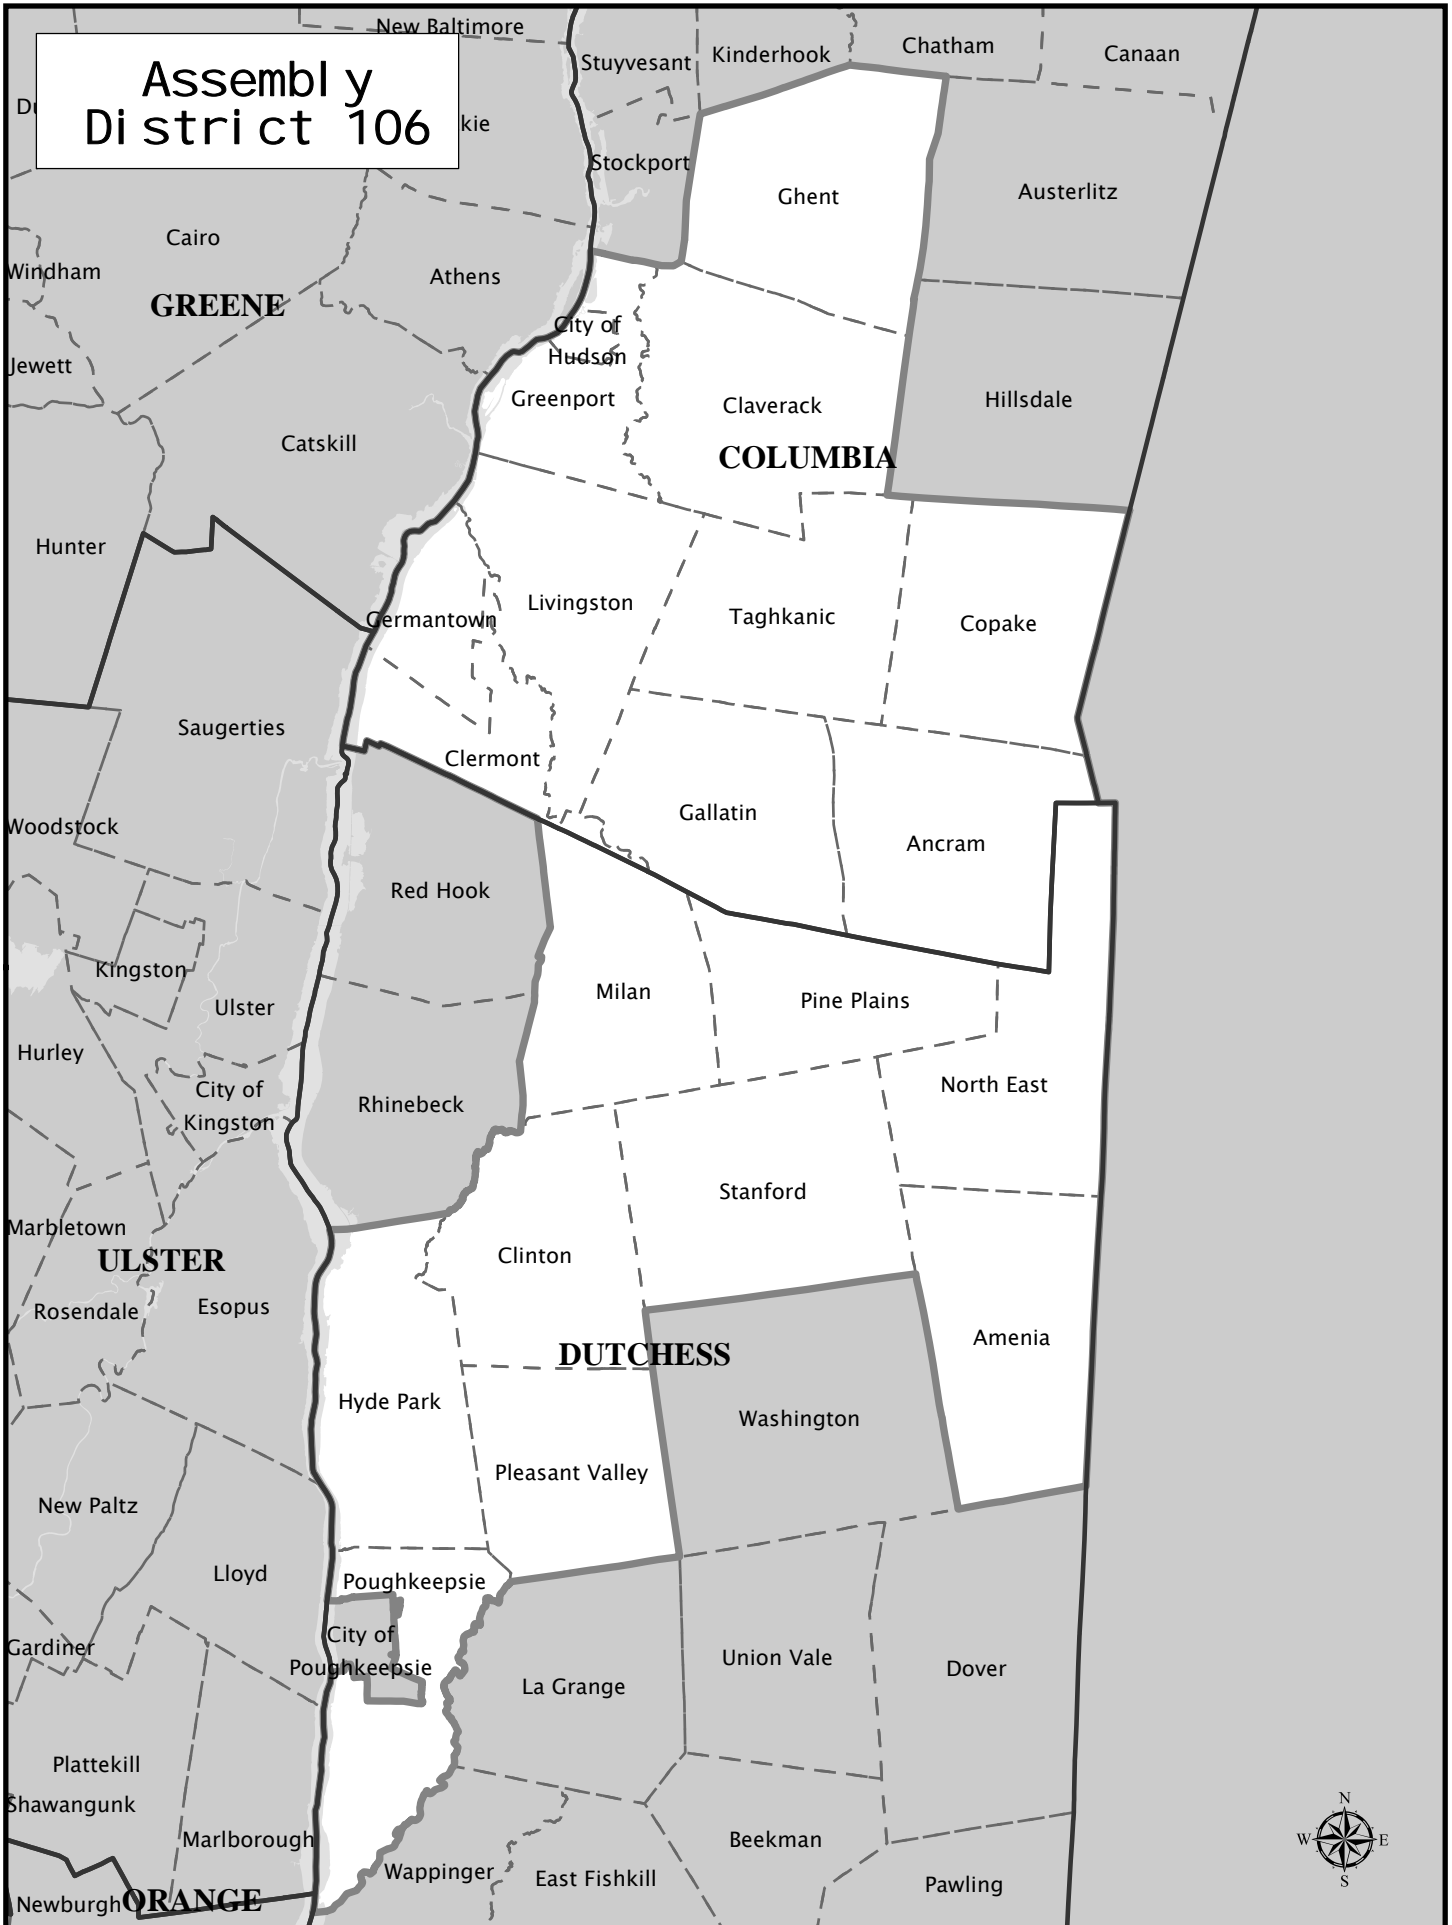 New Baltimore
Stuyvesant
Kinderhook
Chatham
Canaan
Assembly
District 106
Du
kie
Stockport
Ghent
Austerlitz
Cairo
Windham
Athens
GREENE
City of
Hudson
Jewett
Greenport
Claverack
Hillsdale
Catskill
COLUMBIA
Hunter
Germantown
Livingston
Taghkanic
Copake
Saugerties
Clermont
Gallatin
Ancram
Woodstock
Red Hook
Kingston
Ulster
Milan
Pine Plains
Hurley
City of
Kingston
Rhinebeck
North East
Stanford
Marbletown
ULSTER
Clinton
Rosendale
Esopus
DUTCHESS
Amenia
Hyde Park
Washington
Pleasant Valley
New Paltz
Lloyd
Poughkeepsie
City of
Poughkeepsie
Gardiner
La Grange
Union Vale
Dover
Plattekill
Shawangunk
Marlborough
Wappinger
East Fishkill
Beekman
Pawling
Newburgh
ORANGE
N
W E
S